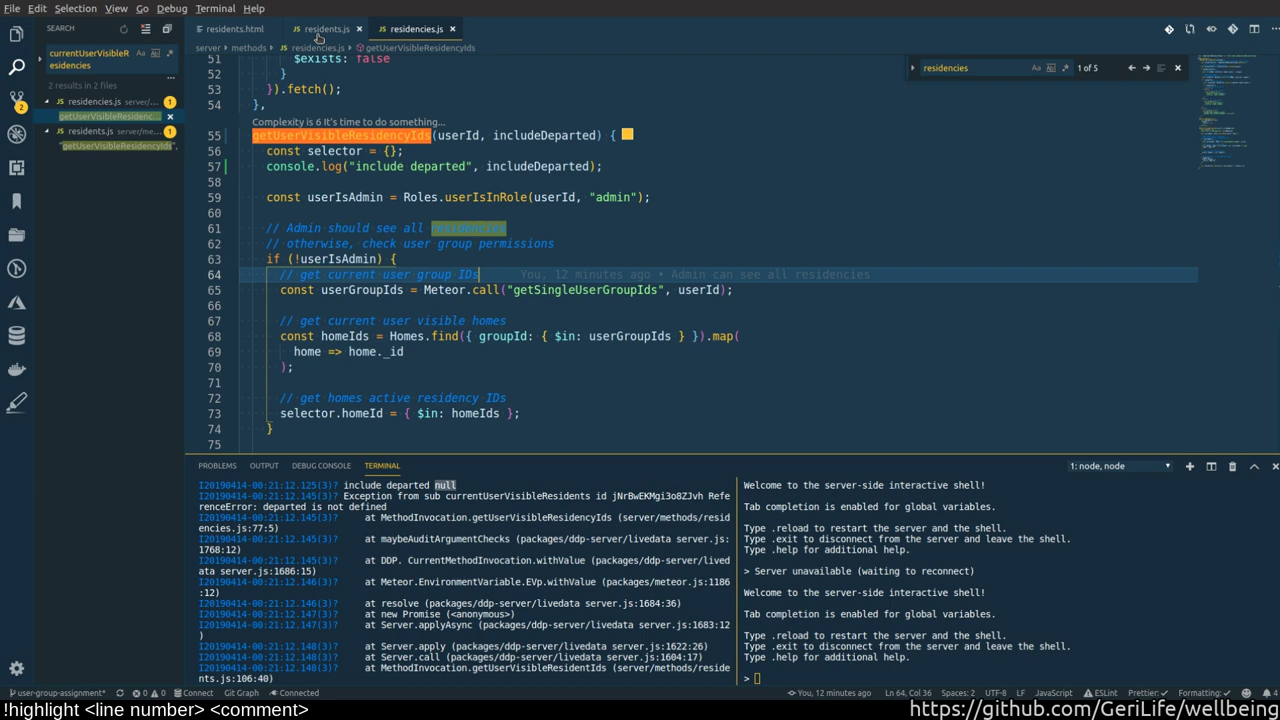 File Edit Selection View Go Debug Terminal Help
SEARCH
residents.html
JS residents.js
JS residencies.js
server > methods > JS residencies.js > getUserVisibleResidencyIds
currentUserVisibleR
esidencies
Aa
2 results in 2 files
residencies.js server/... 1
getUserVisibleResidenc...
residents.js server/me... 1
"getUserVisibleResidencyIds",
residencies
Aa
1 of 5
51 $exists: false
52 }
53 }).fetch();
54 },
Complexity is 6 It's time to do something...
55 getUserVisibleResidencyIds(userId, includeDeparted) {
56 const selector = {};
57 console.log("include departed", includeDeparted);
58
59 const userIsAdmin = Roles.userIsInRole(userId, "admin");
60
61 // Admin should see all residencies
62 // otherwise, check user group permissions
63 if (!userIsAdmin) {
64 // get current user group IDs You, 12 minutes ago • Admin can see all residencies
65 const userGroupIds = Meteor.call("getSingleUserGroupIds", userId);
66
67 // get current user visible homes
68 const homeIds = Homes.find({ groupId: { $in: userGroupIds } }).map(
69 home => home._id
70 );
71
72 // get homes active residency IDs
73 selector.homeId = { $in: homeIds };
74 }
75
PROBLEMS OUTPUT DEBUG CONSOLE TERMINAL
1: node, node
I20190414-00:21:12.125(3)? include departed null
I20190414-00:21:12.145(3)? Exception from sub currentUserVisibleResidents id jNrBwEKMgi3o8ZJvh Refe
renceError: departed is not defined
I20190414-00:21:12.145(3)? at MethodInvocation.getUserVisibleResidencyIds (server/methods/resid
encies.js:77:5)
I20190414-00:21:12.145(3)? at maybeAuditArgumentChecks (packages/ddp-server/livedata server.js:
1768:12)
I20190414-00:21:12.145(3)? at DDP. CurrentMethodInvocation.withValue (packages/ddp-server/lived
ata server.js:1686:15)
I20190414-00:21:12.146(3)? at Meteor.EnvironmentVariable.EVp.withValue (packages/meteor.js:1186
:12)
I20190414-00:21:12.146(3)? at resolve (packages/ddp-server/livedata server.js:1684:36)
I20190414-00:21:12.147(3)? at new Promise (<anonymous>)
I20190414-00:21:12.147(3)? at Server.applyAsync (packages/ddp-server/livedata server.js:1683:12
)
I20190414-00:21:12.148(3)? at Server.apply (packages/ddp-server/livedata server.js:1622:26)
I20190414-00:21:12.148(3)? at Server.call (packages/ddp-server/livedata server.js:1604:17)
I20190414-00:21:12.148(3)? at MethodInvocation.getUserVisibleResidentIds (server/methods/reside
nts.js:106:40)
Welcome to the server-side interactive shell!
Tab completion is enabled for global variables.
Type .reload to restart the server and the shell.
Type .exit to disconnect from the server and leave the shell.
Type .help for additional help.
> Server unavailable (waiting to reconnect)
Welcome to the server-side interactive shell!
Tab completion is enabled for global variables.
Type .reload to restart the server and the shell.
Type .exit to disconnect from the server and leave the shell.
Type .help for additional help.
>
user-group-assignment* 0 0 Connect Git Graph Connected
You, 12 minutes ago Ln 64, Col 36 Spaces: 2 UTF-8 LF JavaScript ESLint Prettier: ✓ Formatting: ✓ 4
!highlight <line number> <comment>
https://github.com/GeriLife/wellbeing